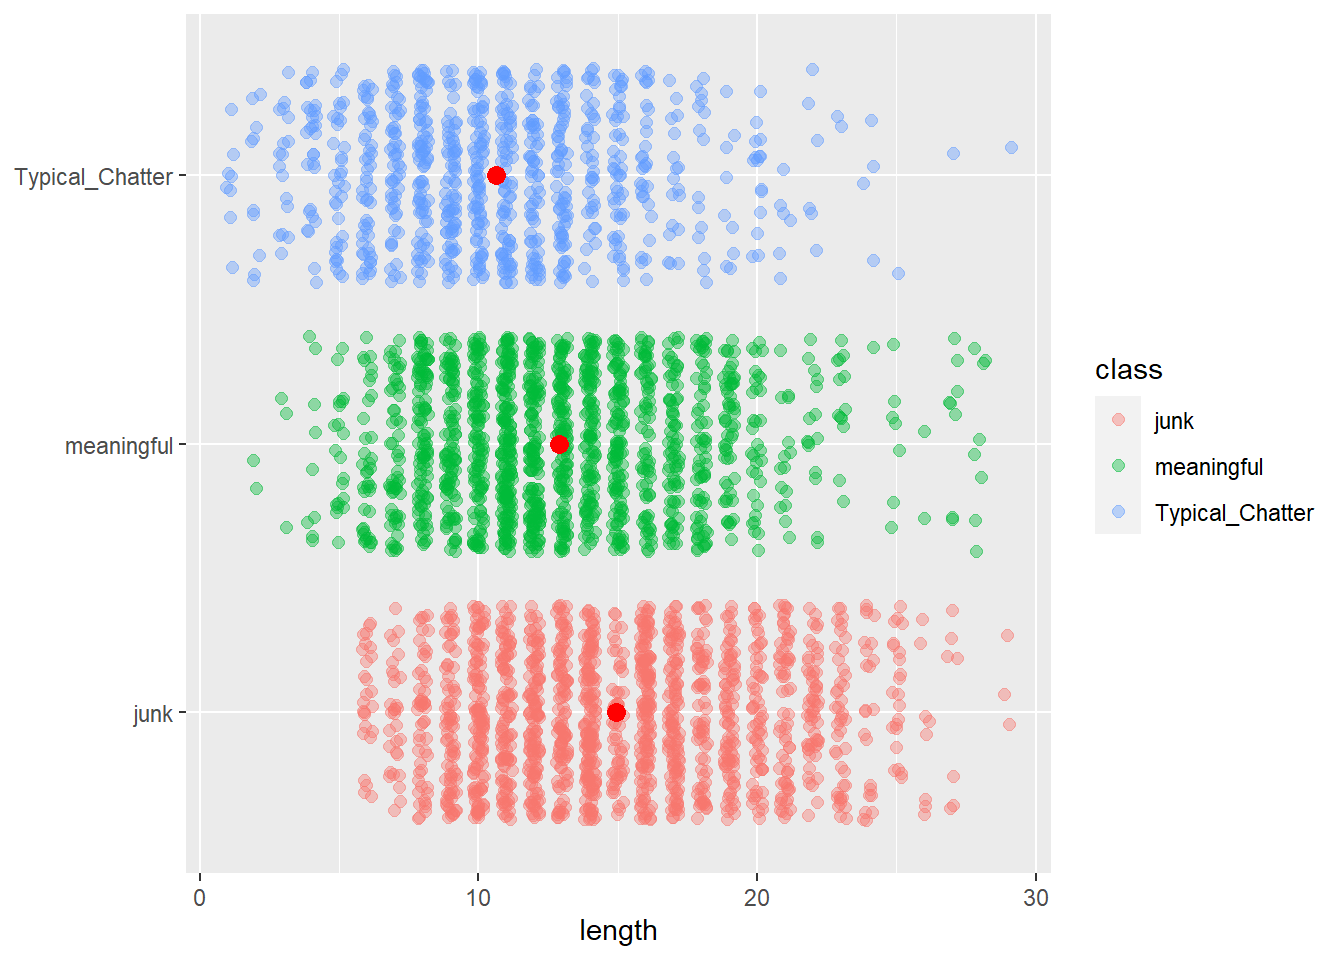 Typical_Chatter
meaningful
junk
0
10
20
30
length
class
junk
meaningful
Typical_Chatter